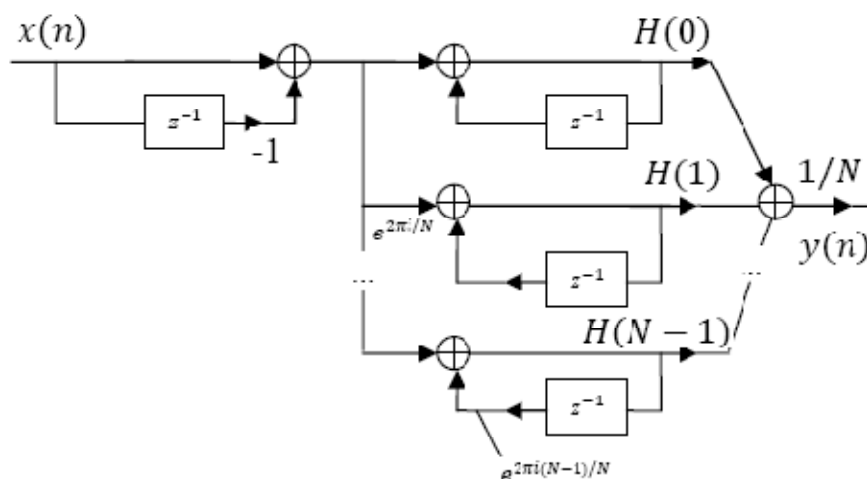 x(n)
H(0)
z⁻¹
-1
z⁻¹
H(1)
1/N
e^{2πi/N}
y(n)
...
z⁻¹
...
H(N − 1)
z⁻¹
e^{2πi(N−1)/N}